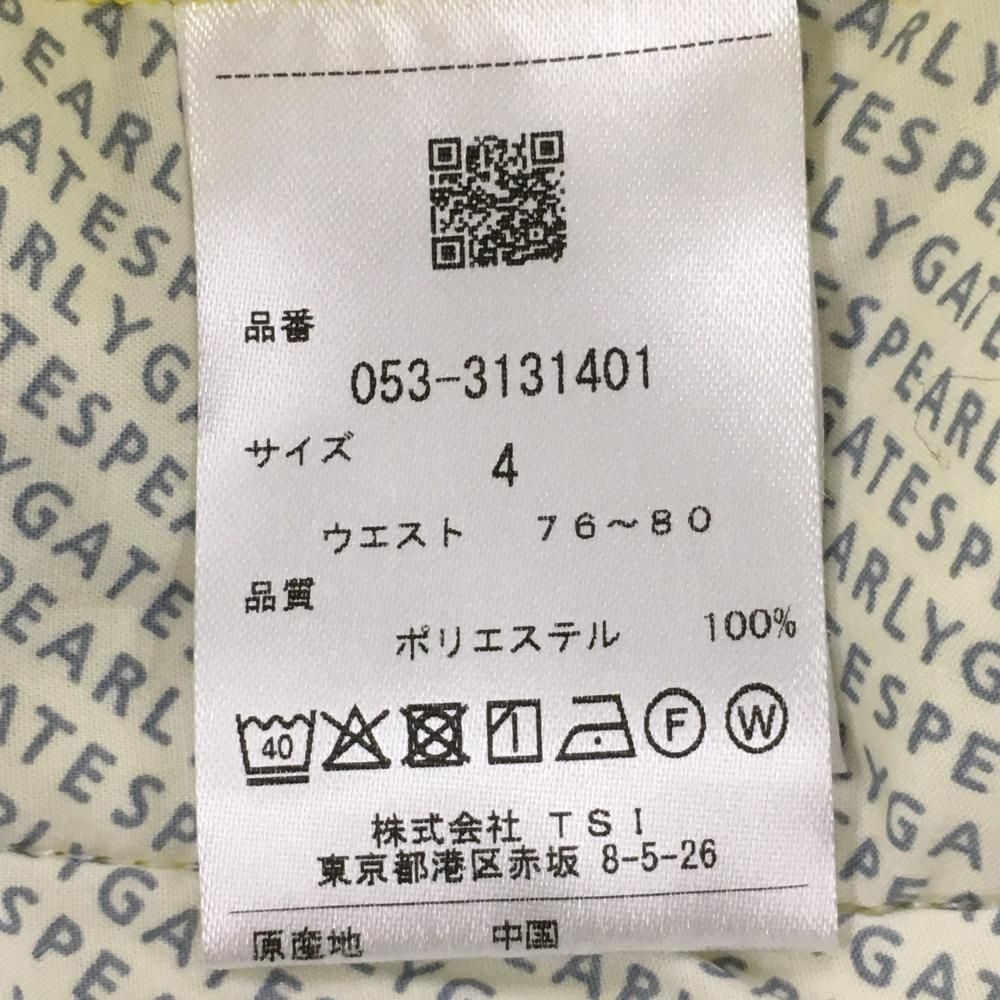 品番
053-3131401
サイズ 4
ウエスト 76～80
品質
ポリエステル 100%
40 F W
株式会社 TSI
東京都港区赤坂 8-5-26
原産地 中国
PEARLYGATES